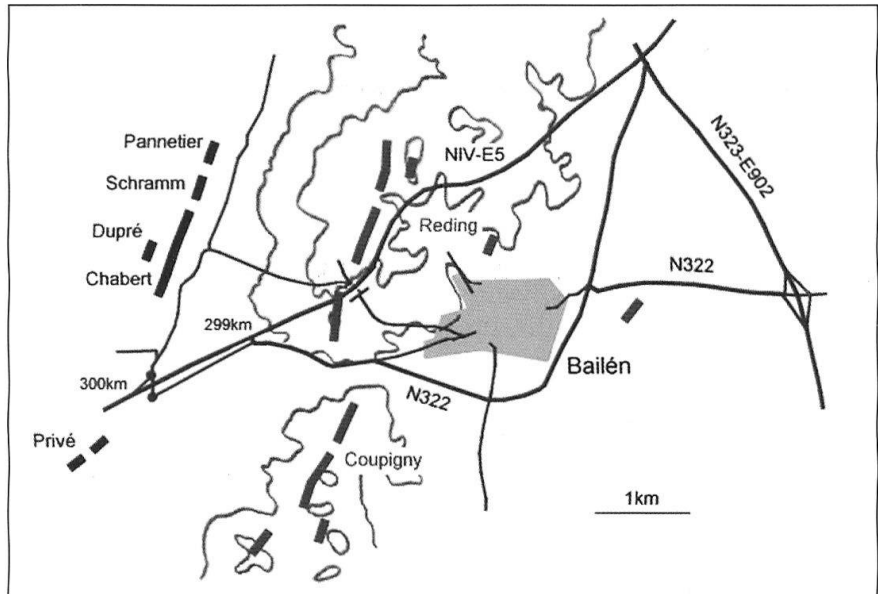 Pannetier
Schramm
Dupré
Chabert
NIV-E5
N323-E902
Reding
N322
299km
300km
Bailén
N322
Privé
Coupigny
1km